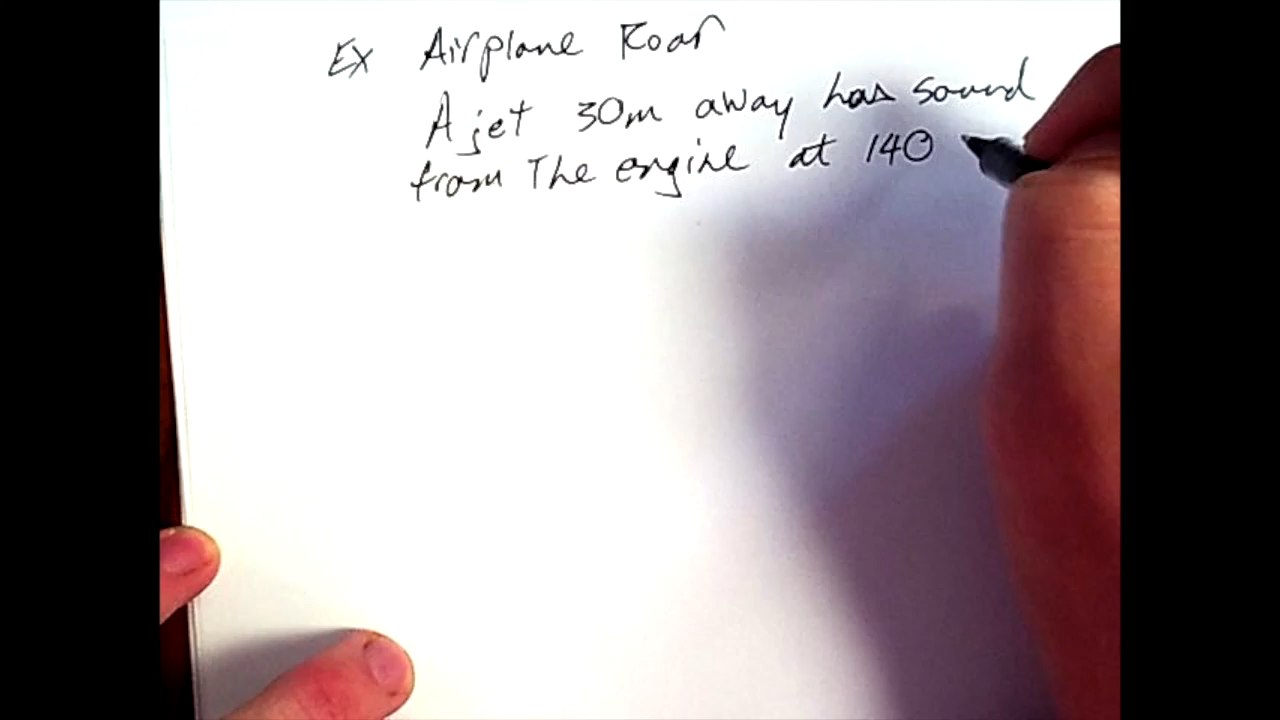 Ex Airplane Roar
A jet 30m away has sound
from The engine at 140